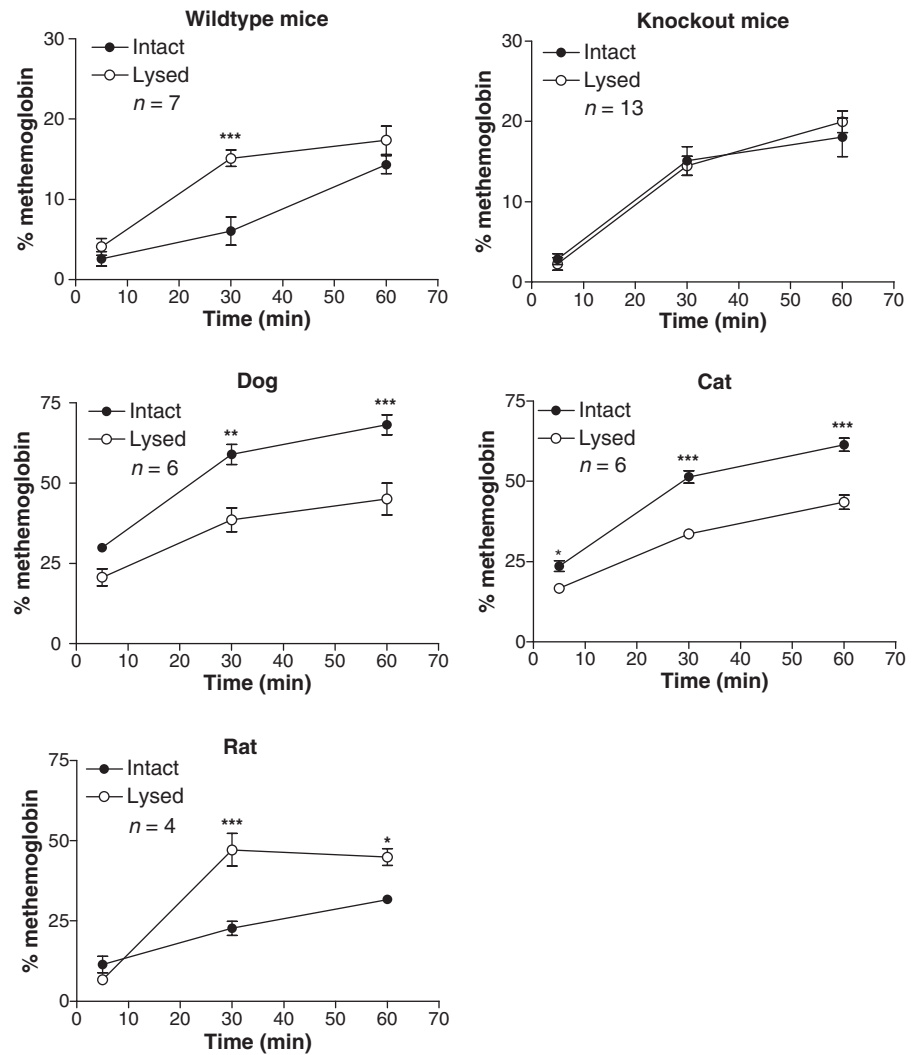 Wildtype mice
30
20
10
0
% methemoglobin
Intact
Lysed
n = 7
***
0 10 20 30 40 50 60 70
Time (min)
Knockout mice
30
20
10
0
% methemoglobin
Intact
Lysed
n = 13
0 10 20 30 40 50 60 70
Time (min)
Dog
75
50
25
0
% methemoglobin
Intact
Lysed
n = 6
**
***
0 10 20 30 40 50 60 70
Time (min)
Cat
75
50
25
0
% methemoglobin
Intact
Lysed
n = 6
*
***
***
0 10 20 30 40 50 60 70
Time (min)
Rat
75
50
25
0
% methemoglobin
Intact
Lysed
n = 4
***
*
0 10 20 30 40 50 60 70
Time (min)